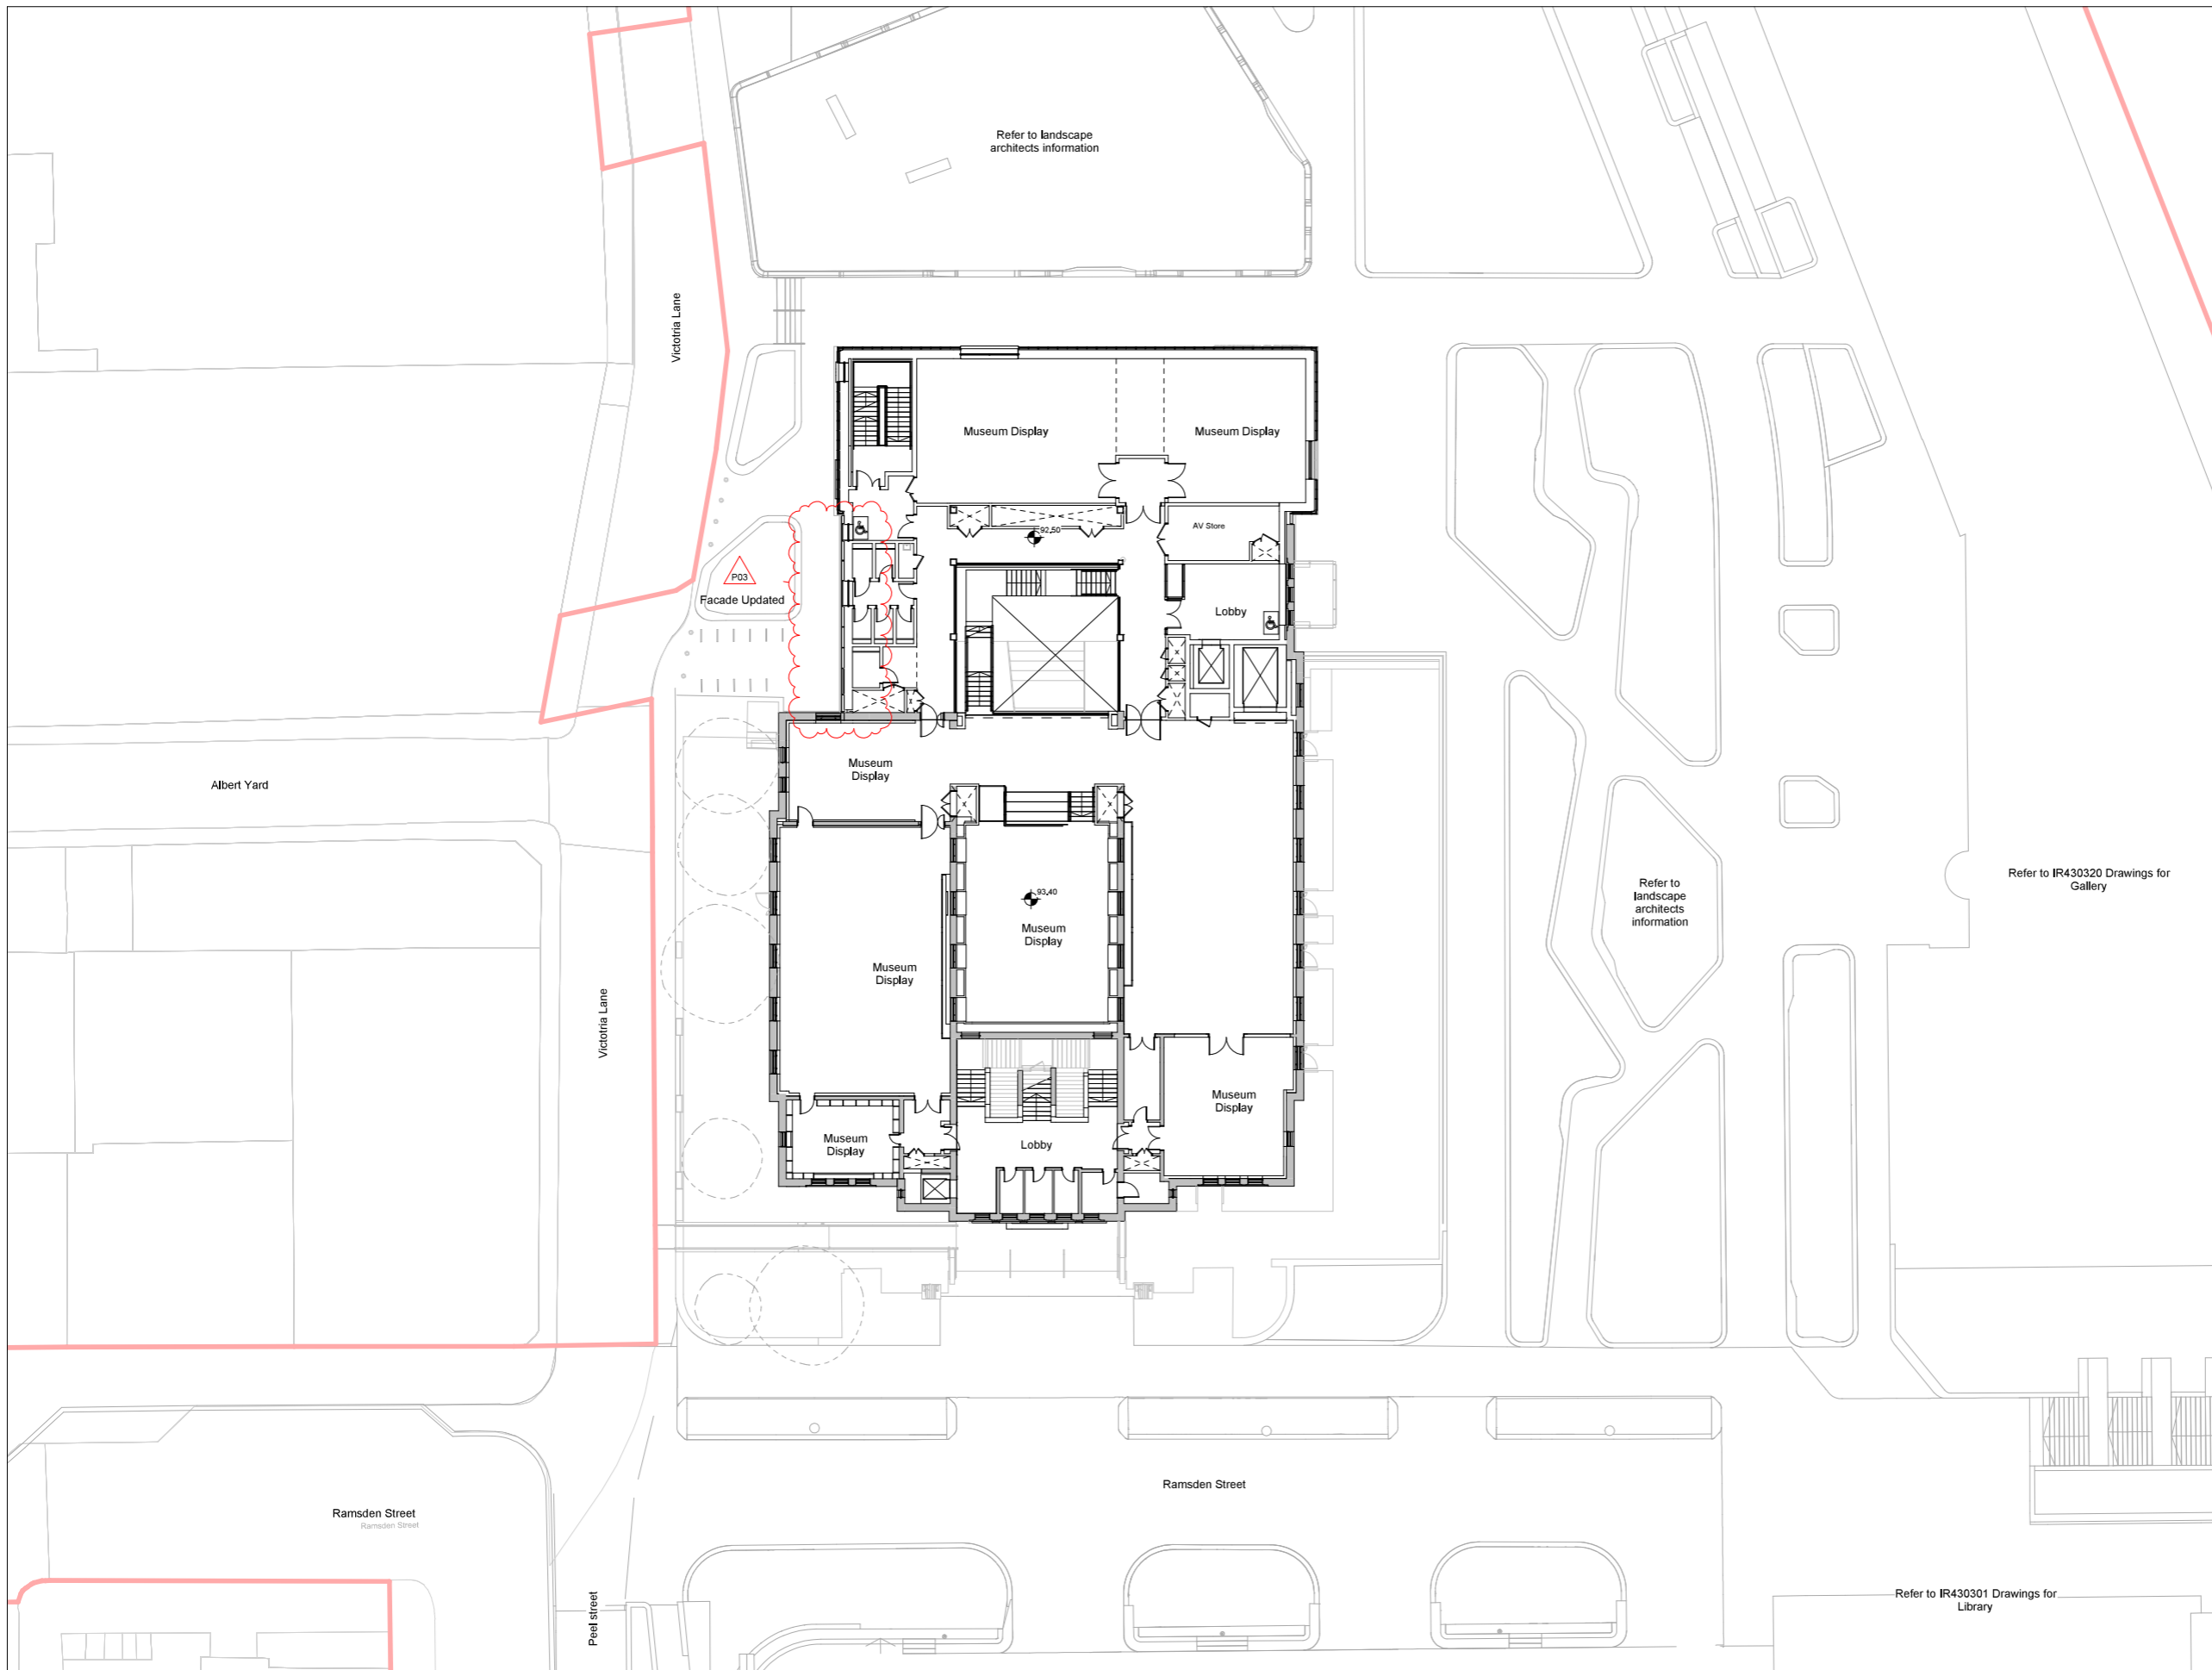 Refer to landscape
architects information
Victotria Lane
Museum Display
Museum Display
92,50
AV Store
P03
Facade Updated
Lobby
Museum
Display
Albert Yard
Refer to IR430320 Drawings for
Gallery
93,40
Museum
Display
Refer to
landscape
architects
information
Museum
Display
Victotria Lane
Museum
Display
Museum
Display
Lobby
Ramsden Street
Ramsden Street
Ramsden Street
Peel street
Refer to IR430301 Drawings for
Library